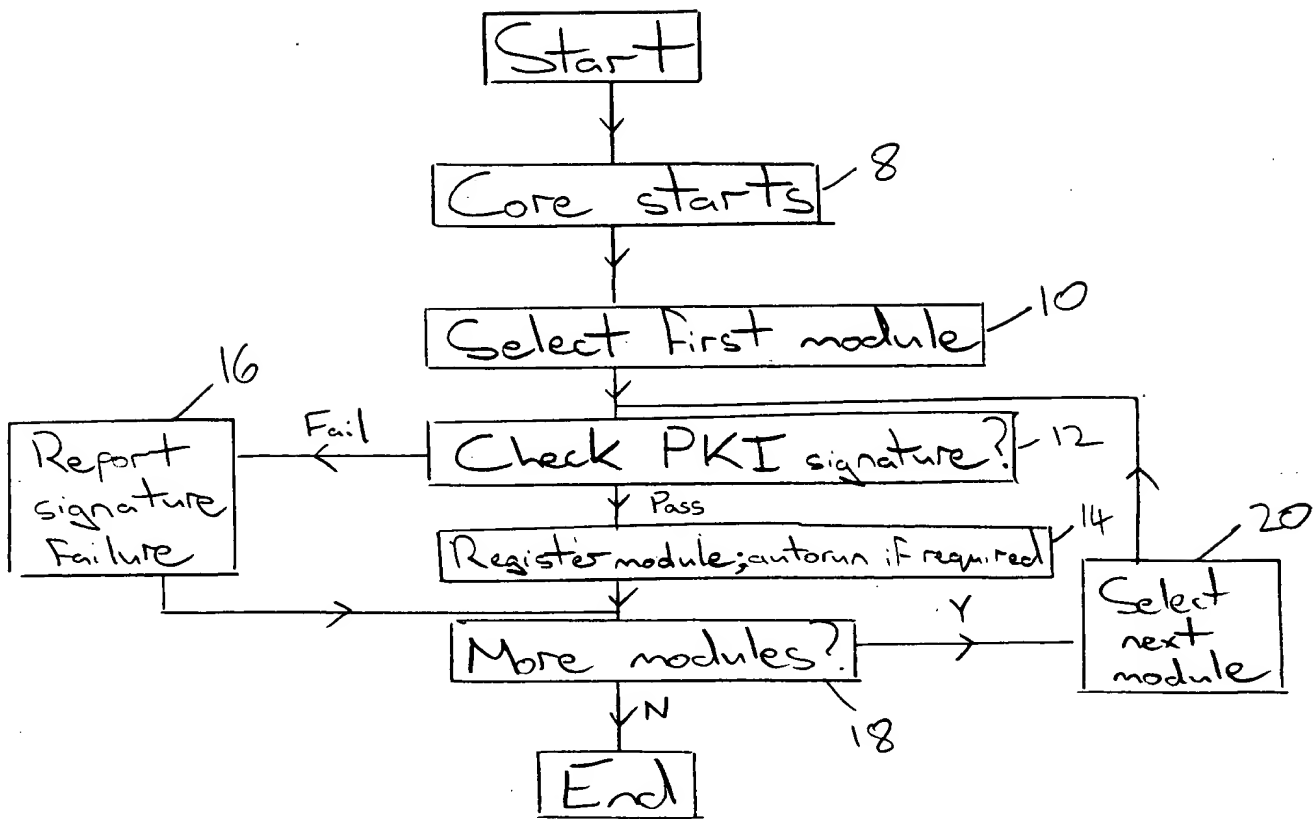 Start
Core starts
8
Select first module
10
16
Fail
Check PKI signature?
12
Report
signature
Failure
Pass
Register module; autorun if required
14
20
Select
next
module
Y
More modules?
18
N
End